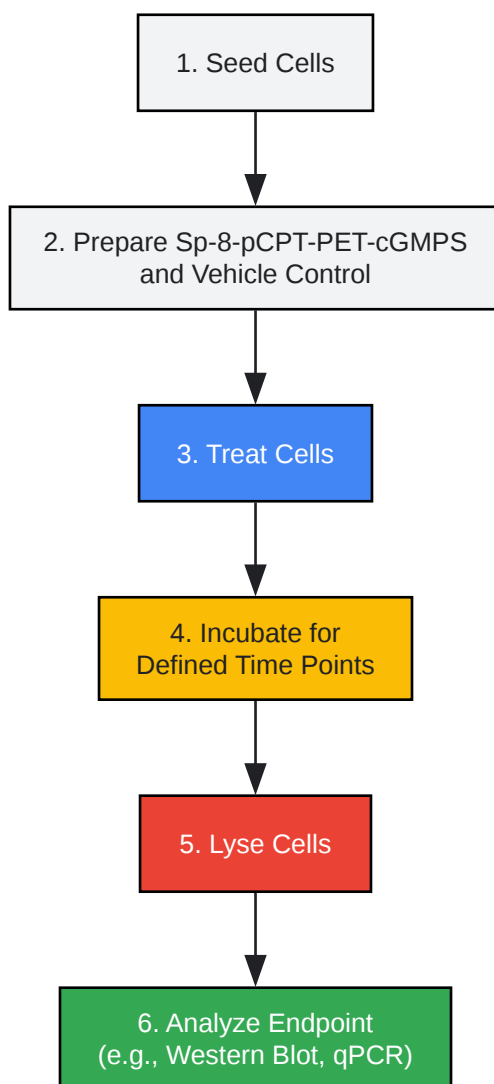 1. Seed Cells
2. Prepare Sp-8-pCPT-PET-cGMPS
and Vehicle Control
3. Treat Cells
4. Incubate for
Defined Time Points
5. Lyse Cells
6. Analyze Endpoint
(e.g., Western Blot, qPCR)